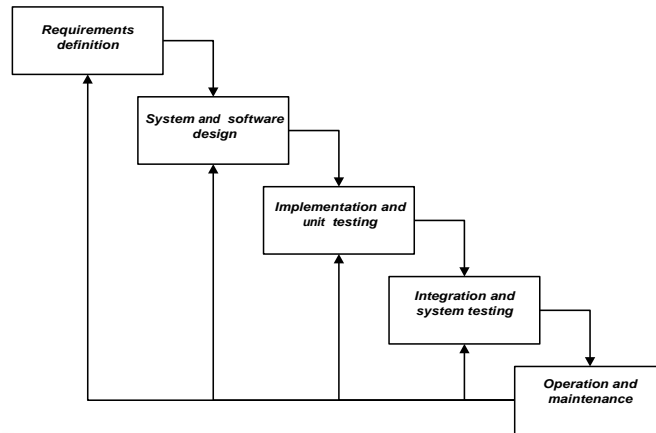 Requirements
definition
System and software
design
Implementation and
unit testing
Integration and
system testing
Operation and
maintenance